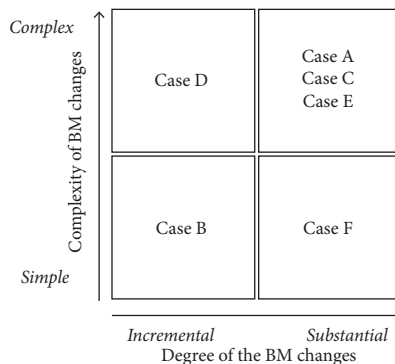 Complex
Complexity of BM changes
Simple
Case D
Case A
Case C
Case E
Case B
Case F
Incremental
Substantial
Degree of the BM changes